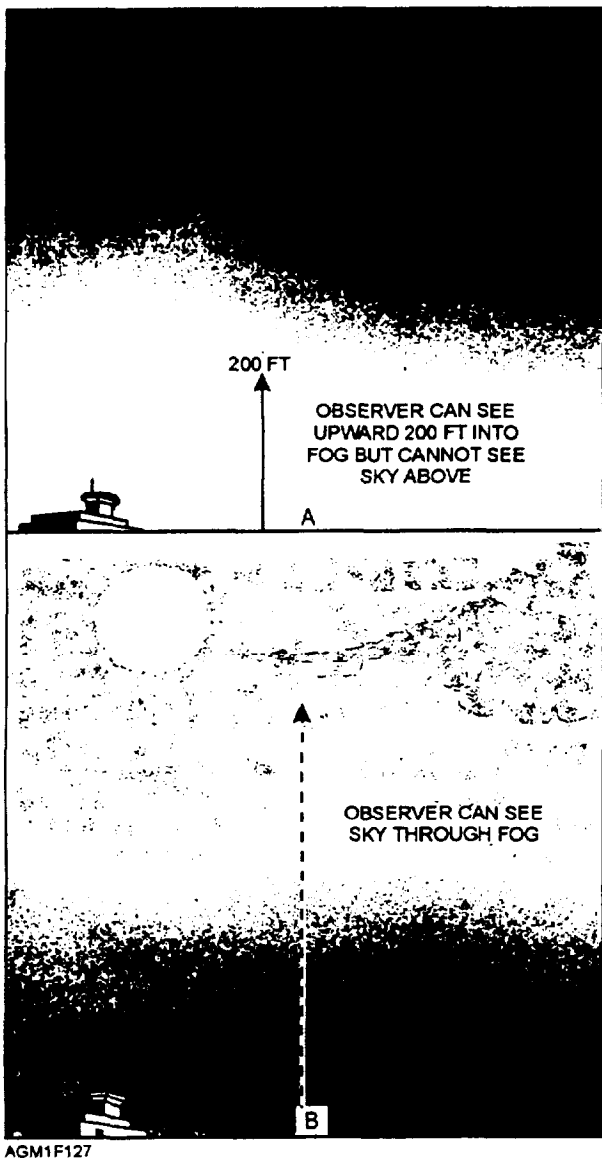 200 FT
OBSERVER CAN SEE
UPWARD 200 FT INTO
FOG BUT CANNOT SEE
SKY ABOVE
A
OBSERVER CAN SEE
SKY THROUGH FOG
B
AGM1F127